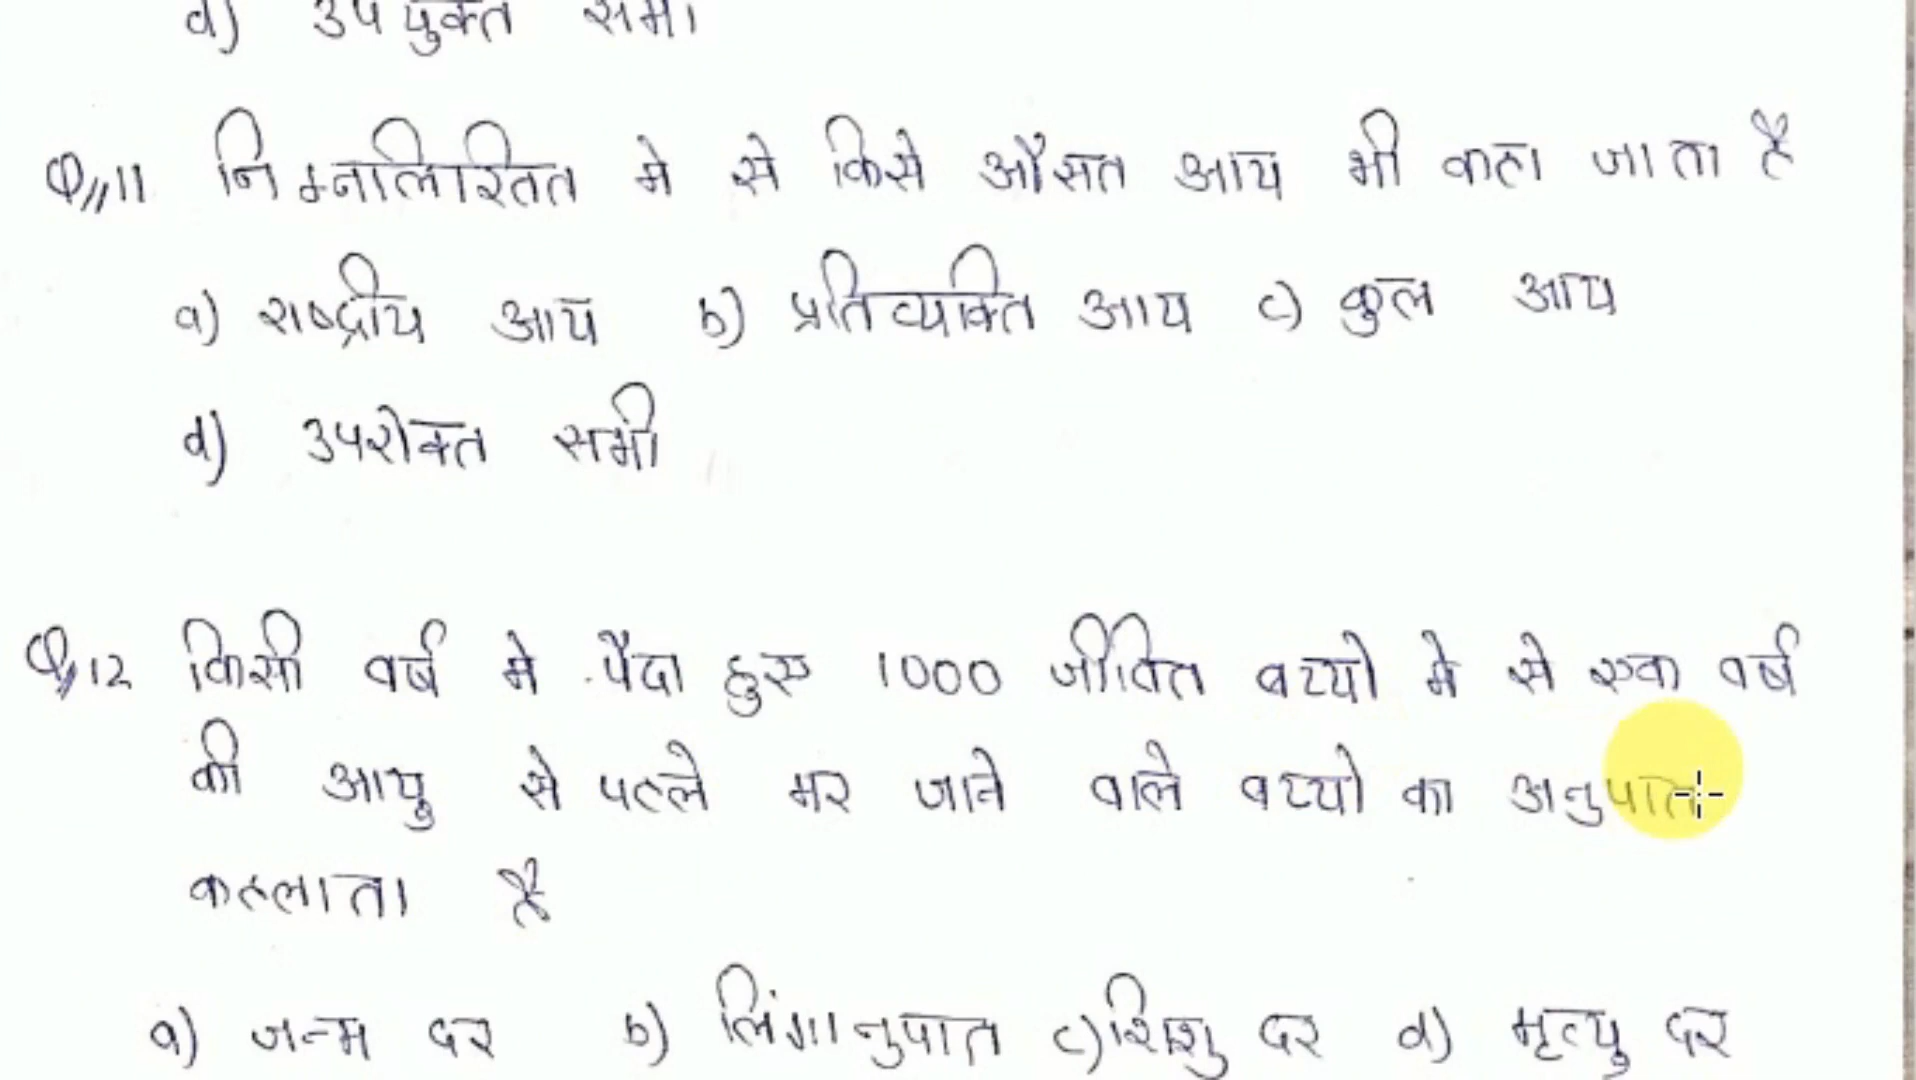 d) उपयुक्त सभी
Q,,11 निम्नलिखित मे से किसे औसत आय भी कहा जाता है
a) राष्ट्रीय आय b) प्रतिव्यक्ति आय c) कुल आय
d) उपरोक्त सभी
Q,,12 किसी वर्ष मे पैदा हुए 1000 जीवित बच्चो मे से एक वर्ष
की आयु से पहले मर जाने वाले बच्चो का अनुपात
कहलाता है
a) जन्म दर b) लिंगानुपात c) शिशु दर d) मृत्यु दर